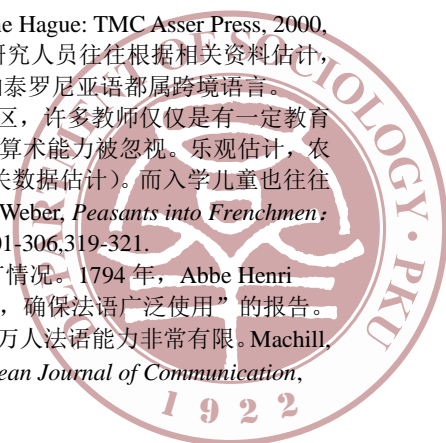 ne Hague: TMC Asser Press, 2000,
研究人员往往根据相关资料估计，
泰罗尼亚语都属跨境语言。
区，许多教师仅仅是有一定教育
算术能力被忽视。乐观估计，农
关数据估计）。而入学儿童也往往
Weber, Peasants into Frenchmen:
01-306,319-321.
情况。1794 年，Abbe Henri
，确保法语广泛使用”的报告。
万人法语能力非常有限。Machill,
ean Journal of Communication,
DEPARTMENT OF SOCIOLOGY · PKU
1922